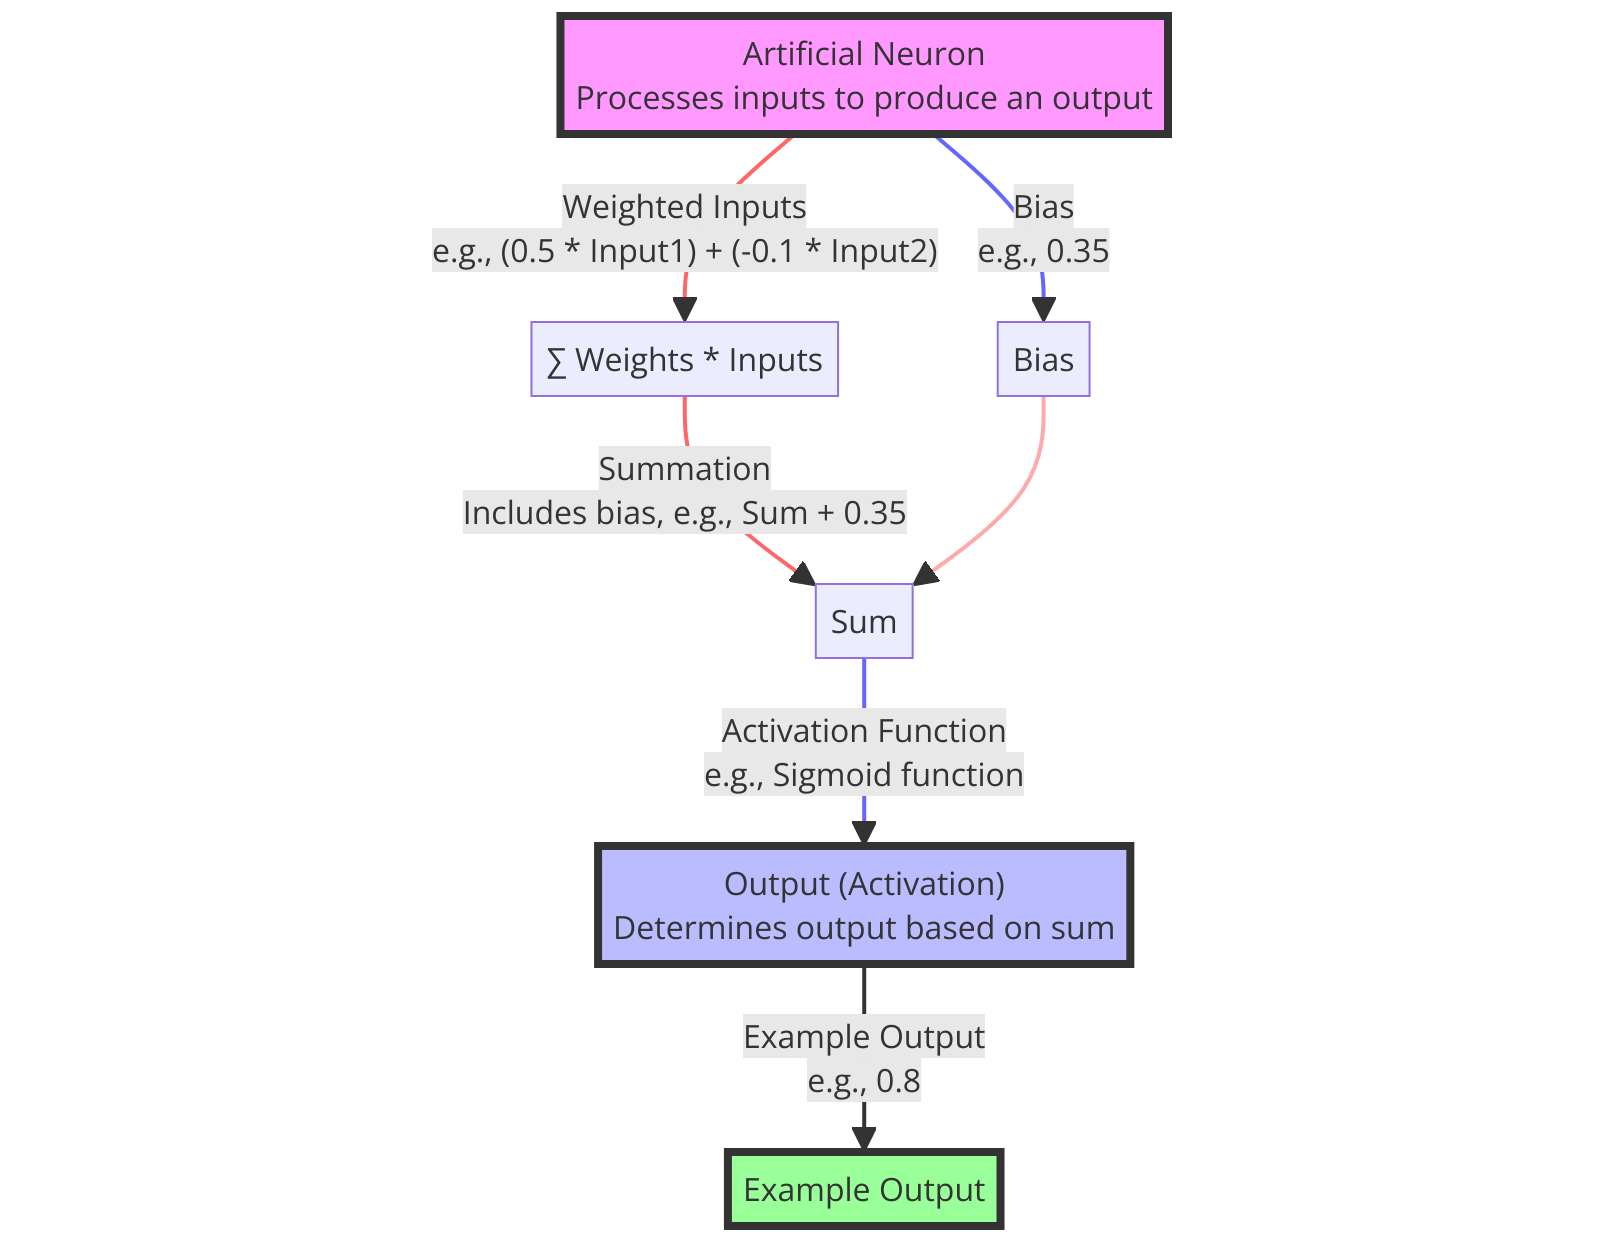 Artificial Neuron
Processes inputs to produce an output
Weighted Inputs
e.g., (0.5 * Input1) + (-0.1 * Input2)
Bias
e.g., 0.35
∑ Weights * Inputs
Bias
Summation
Includes bias, e.g., Sum + 0.35
Sum
Activation Function
e.g., Sigmoid function
Output (Activation)
Determines output based on sum
Example Output
e.g., 0.8
Example Output